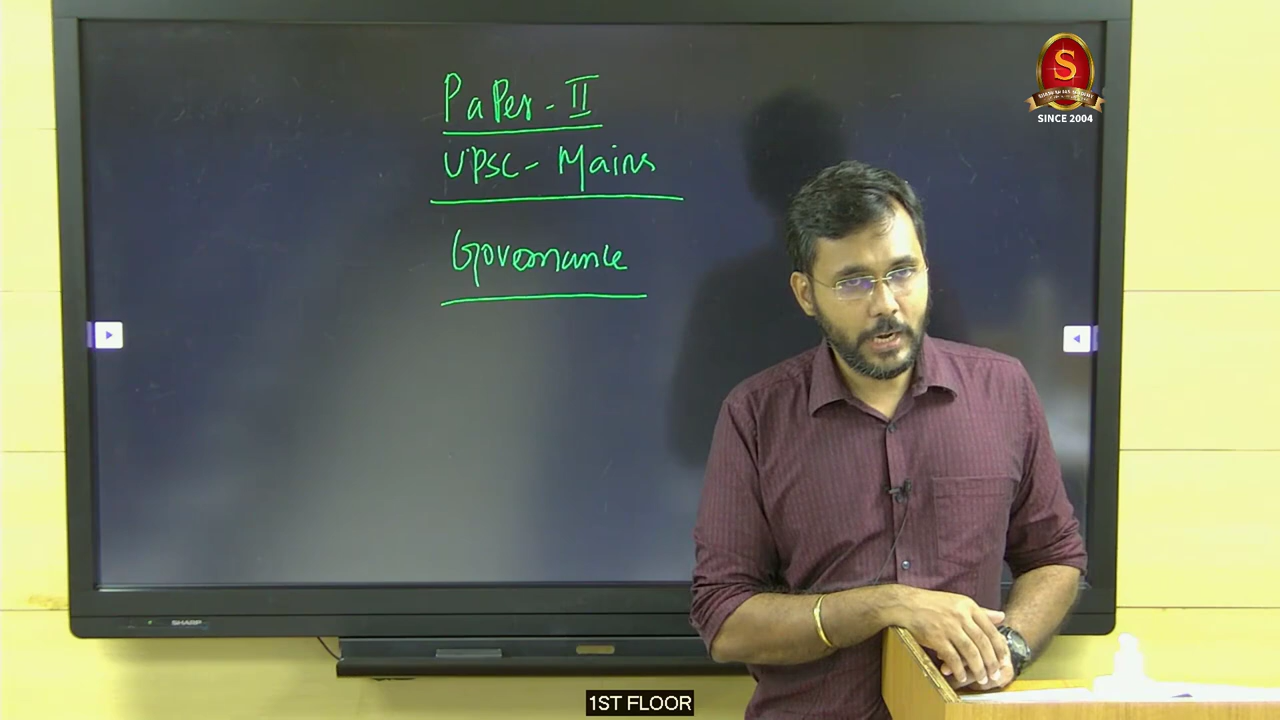 PaPer - II
UPSC - Mains
Governance
S
SINCE 2004
SHARP
1ST FLOOR